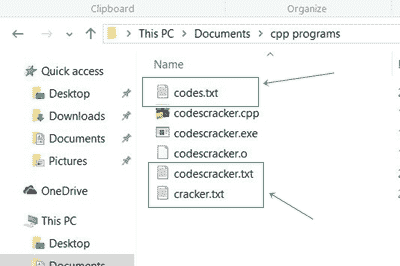 Clipboard
Organize
This PC > Documents > cpp programs
Name
Quick access
Desktop
Downloads
Documents
Pictures
OneDrive
This PC
Desktop
Documents
codes.txt
codescracker.cpp
codescracker.exe
codescracker.o
codescracker.txt
cracker.txt